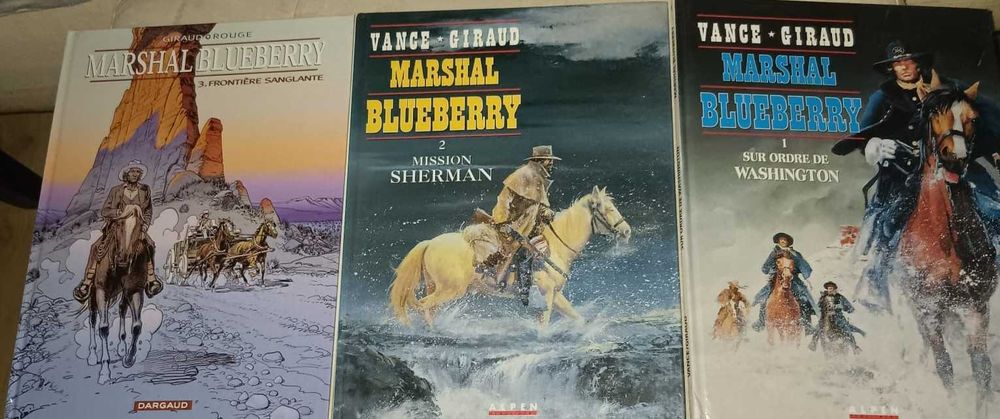 GIRAUD ROUGE
MARSHAL BLUEBERRY
3. FRONTIÈRE SANGLANTE
DARGAUD
VANCE ★ GIRAUD
MARSHAL
BLUEBERRY
2
MISSION
SHERMAN
ALPEN
VANCE ★ GIRAUD
MARSHAL
BLUEBERRY
1
SUR ORDRE DE
WASHINGTON
ALPEN